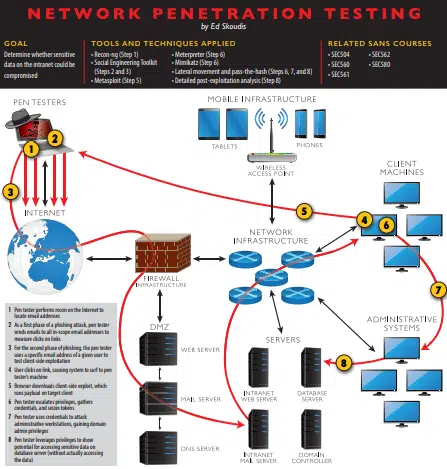 NETWORK PENETRATION TESTING
by Ed Skoudis
GOAL
Determine whether sensitive
data on the intranet could be
compromised
TOOLS AND TECHNIQUES APPLIED
• Recon-ng (Step 1)
• Social Engineering Toolkit
(Steps 2 and 3)
• Metasploit (Step 5)
• Meterpreter (Step 6)
• Mimikatz (Step 6)
• Lateral movement and pass-the-hash (Steps 6, 7, and 8)
• Detailed post-exploitation analysis (Step 8)
RELATED SANS COURSES
• SEC504
• SEC560
• SEC561
• SEC562
• SEC580
PEN TESTERS
1
2
3
INTERNET
MOBILE INFRASTRUCTURE
TABLETS
PHONES
WIRELESS
ACCESS POINT
CLIENT
MACHINES
5
4
6
NETWORK
INFRASTRUCTURE
FIREWALL
INFRASTRUCTURE
7
ADMINISTRATIVE
SYSTEMS
DMZ
WEB SERVER
MAIL SERVER
DNS SERVER
SERVERS
8
INTRANET
WEB SERVER
DATABASE
SERVER
INTRANET
MAIL SERVER
DOMAIN
CONTROLLER
1 Pen tester performs recon on the Internet to
locate email addresses
2 As a first phase of a phishing attack, pen tester
sends emails to all in-scope email addresses to
measure clicks on links
3 For the second phase of phishing, the pen tester
uses a specific email address of a given user to
test client-side exploitation
4 User clicks on link, causing system to surf to pen
tester's machine
5 Browser downloads client-side exploit, which
runs payload on target client
6 Pen tester escalates privileges, gathers
credentials, and seizes tokens
7 Pen tester uses credentials to attack
administrative workstations, gaining domain
admin privileges
8 Pen tester leverages privileges to show
potential for accessing sensitive data on
database server (without actually accessing
the data)